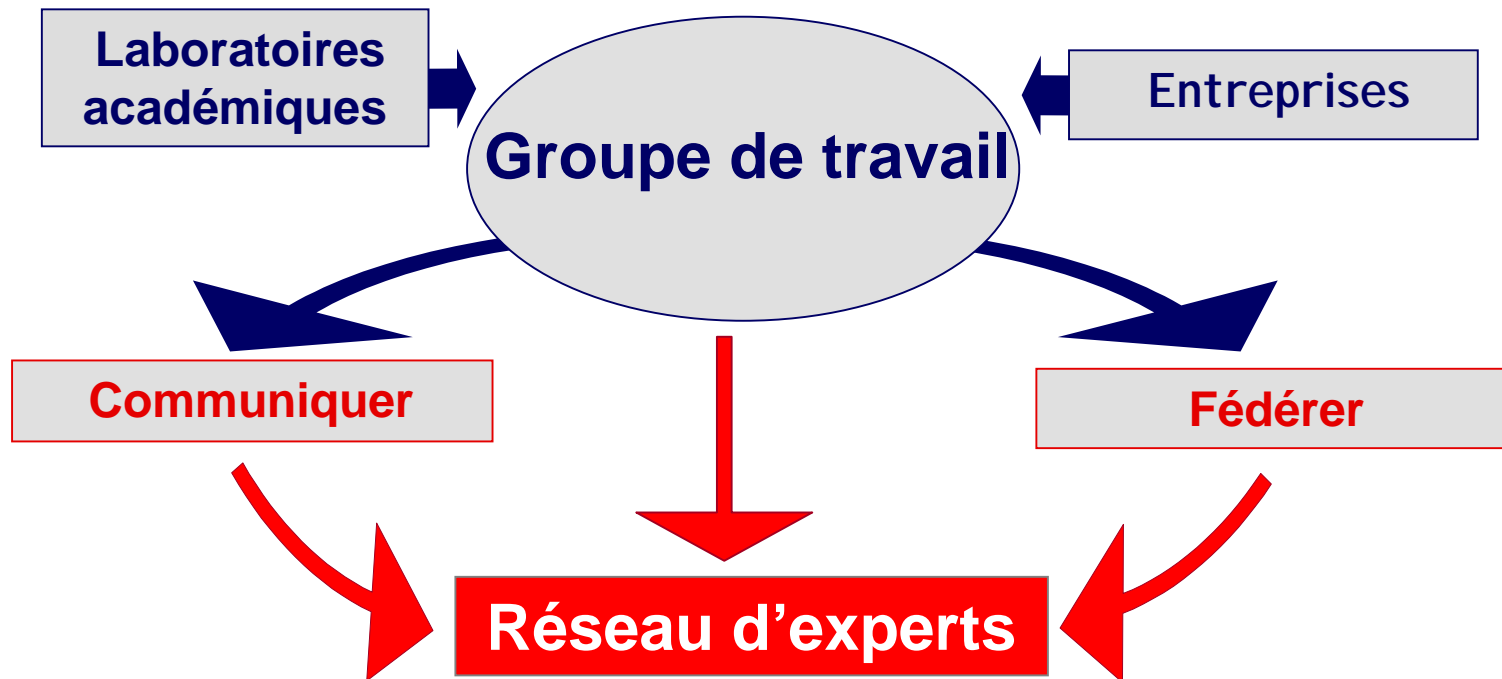 Laboratoires
académiques
Entreprises
Groupe de travail
Communiquer
Fédérer
Réseau d’experts